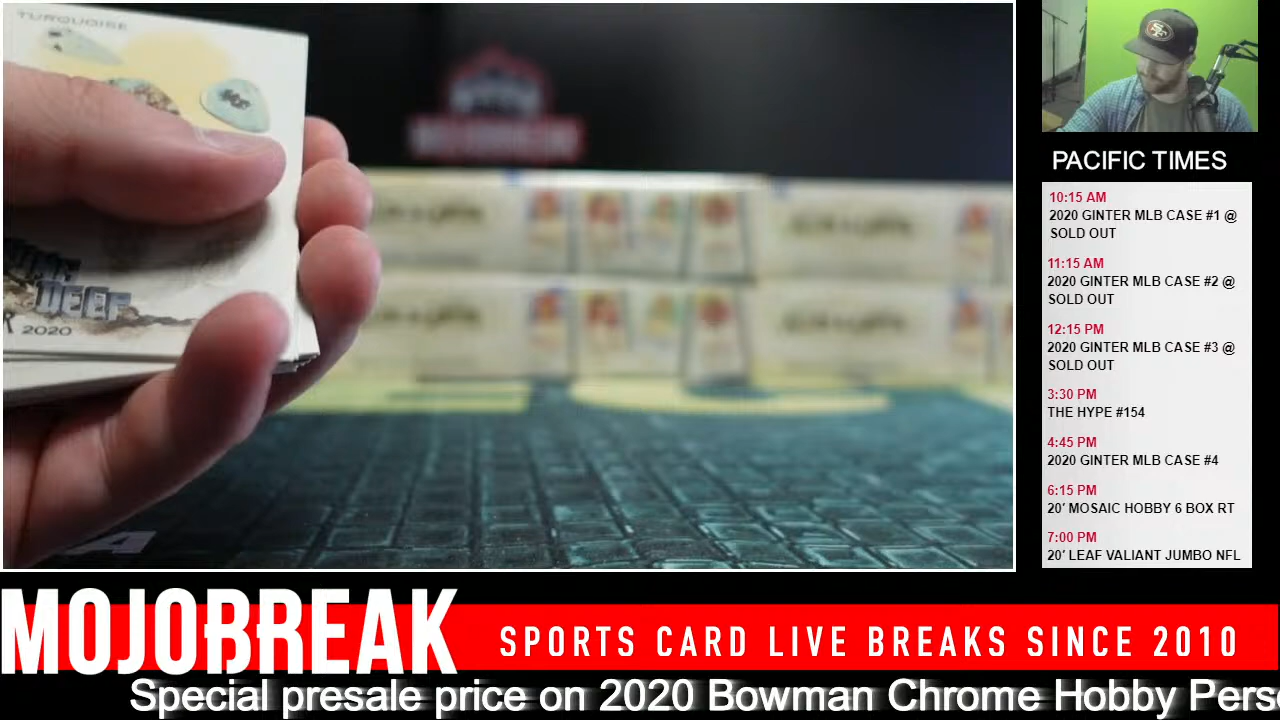 TURQUOISE
DEEP
2020
SF
PACIFIC TIMES
10:15 AM
2020 GINTER MLB CASE #1 @
SOLD OUT
11:15 AM
2020 GINTER MLB CASE #2 @
SOLD OUT
12:15 PM
2020 GINTER MLB CASE #3 @
SOLD OUT
3:30 PM
THE HYPE #154
4:45 PM
2020 GINTER MLB CASE #4
6:15 PM
20' MOSAIC HOBBY 6 BOX RT
7:00 PM
20' LEAF VALIANT JUMBO NFL
MOJOBREAK
SPORTS CARD LIVE BREAKS SINCE 2010
Special presale price on 2020 Bowman Chrome Hobby Pers